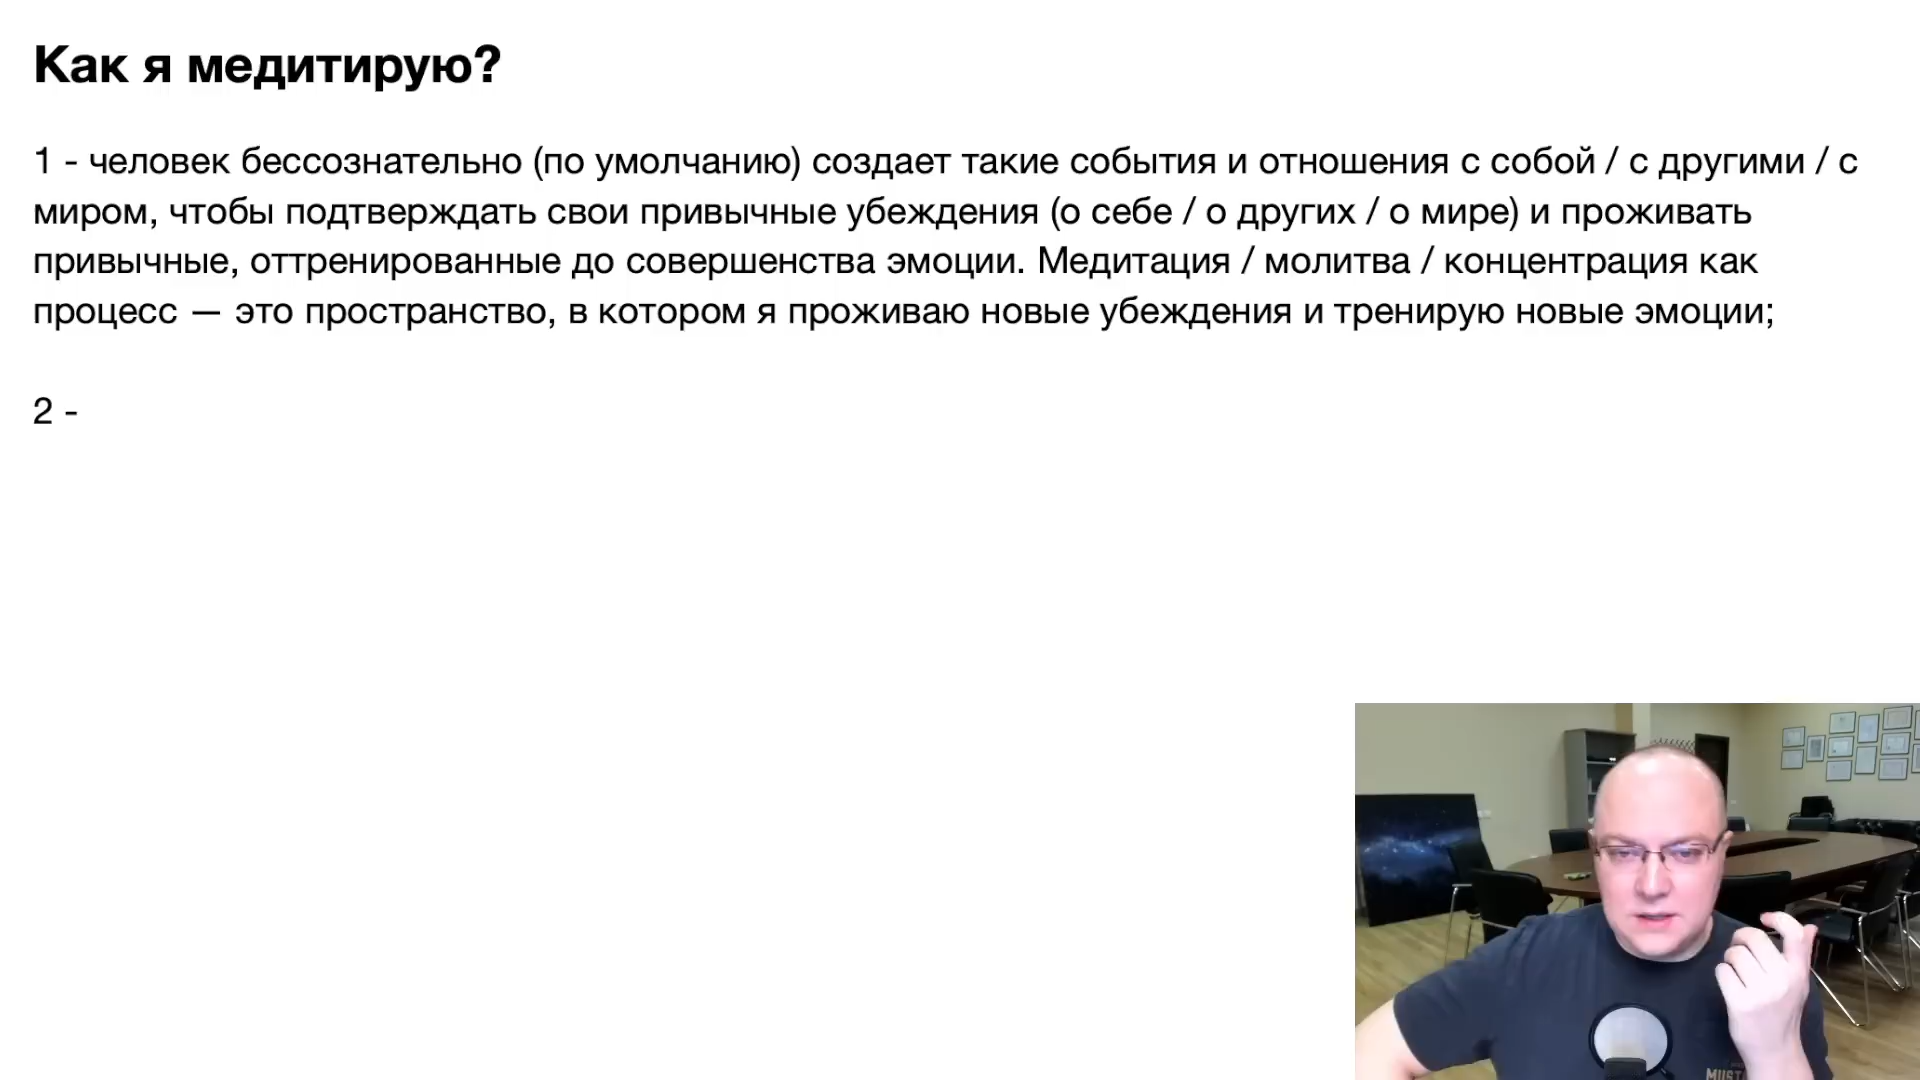 Как я медитирую?
1 - человек бессознательно (по умолчанию) создает такие события и отношения с собой / с другими / с
миром, чтобы подтверждать свои привычные убеждения (о себе / о других / о мире) и проживать
привычные, оттренированные до совершенства эмоции. Медитация / молитва / концентрация как
процесс — это пространство, в котором я проживаю новые убеждения и тренирую новые эмоции;
2 -